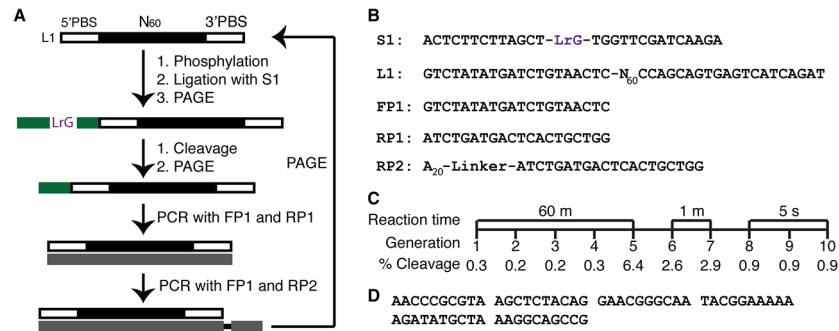 A
5'PBS N60 3'PBS
L1
1. Phosphorylation
2. Ligation with S1
3. PAGE
LrG
1. Cleavage
2. PAGE
PAGE
PCR with FP1 and RP1
PCR with FP1 and RP2
B
S1: ACTCTTCTTAGCT-LrG-TGGTTCGATCAAGA
L1: GTCTATATGATCTGTAACTC-N60CCAGCAGTGAGTCATCAGAT
FP1: GTCTATATGATCTGTAACTC
RP1: ATCTGATGACTCACTGCTGG
RP2: A20-Linker-ATCTGATGACTCACTGCTGG
C
Reaction time 60 m 1 m 5 s
Generation 1 2 3 4 5 6 7 8 9 10
% Cleavage 0.3 0.2 0.2 0.3 6.4 2.6 2.9 0.9 0.9 0.9
D
AACCCGCGTA AGCTCTACAG GAACGGGCAA TACGGAAAAA
AGATATGCTA AAGGCAGCCG